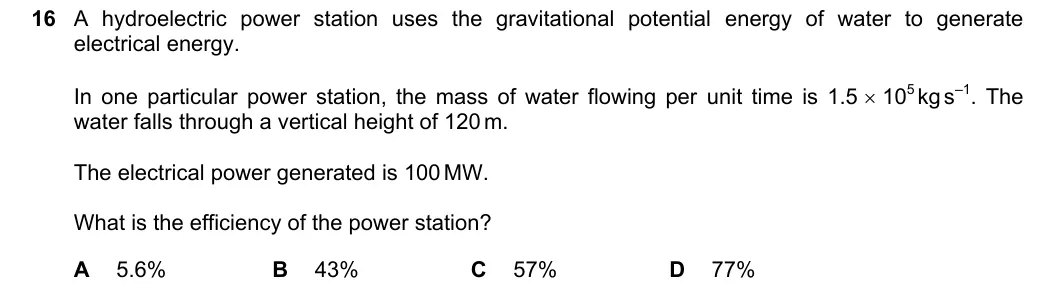 16 A hydroelectric power station uses the gravitational potential energy of water to generate
electrical energy.
In one particular power station, the mass of water flowing per unit time is 1.5 × 10⁵ kg s⁻¹. The
water falls through a vertical height of 120 m.
The electrical power generated is 100 MW.
What is the efficiency of the power station?
A 5.6% B 43% C 57% D 77%